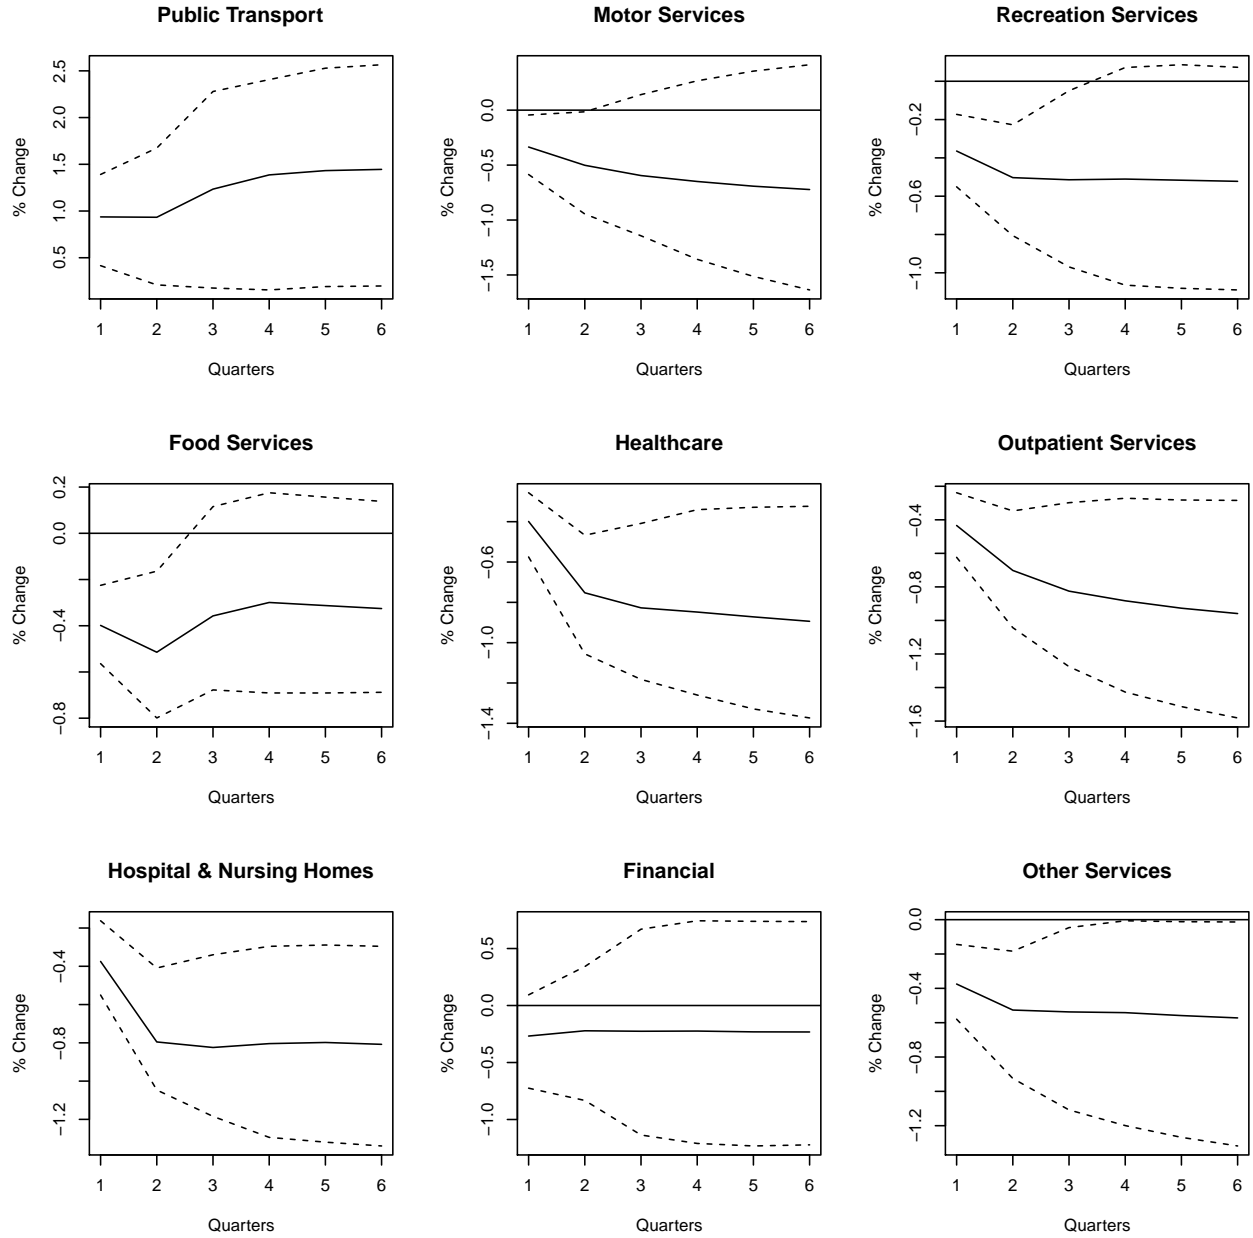 Public Transport
% Change
2.5
2.0
1.5
1.0
0.5
1 2 3 4 5 6
Quarters
Motor Services
% Change
0.0
−0.5
−1.0
−1.5
1 2 3 4 5 6
Quarters
Recreation Services
% Change
−0.2
−0.6
−1.0
1 2 3 4 5 6
Quarters
Food Services
% Change
0.2
0.0
−0.4
−0.8
1 2 3 4 5 6
Quarters
Healthcare
% Change
−0.6
−1.0
−1.4
1 2 3 4 5 6
Quarters
Outpatient Services
% Change
−0.4
−0.8
−1.2
−1.6
1 2 3 4 5 6
Quarters
Hospital & Nursing Homes
% Change
−0.4
−0.8
−1.2
1 2 3 4 5 6
Quarters
Financial
% Change
0.5
0.0
−0.5
−1.0
1 2 3 4 5 6
Quarters
Other Services
% Change
0.0
−0.4
−0.8
−1.2
1 2 3 4 5 6
Quarters